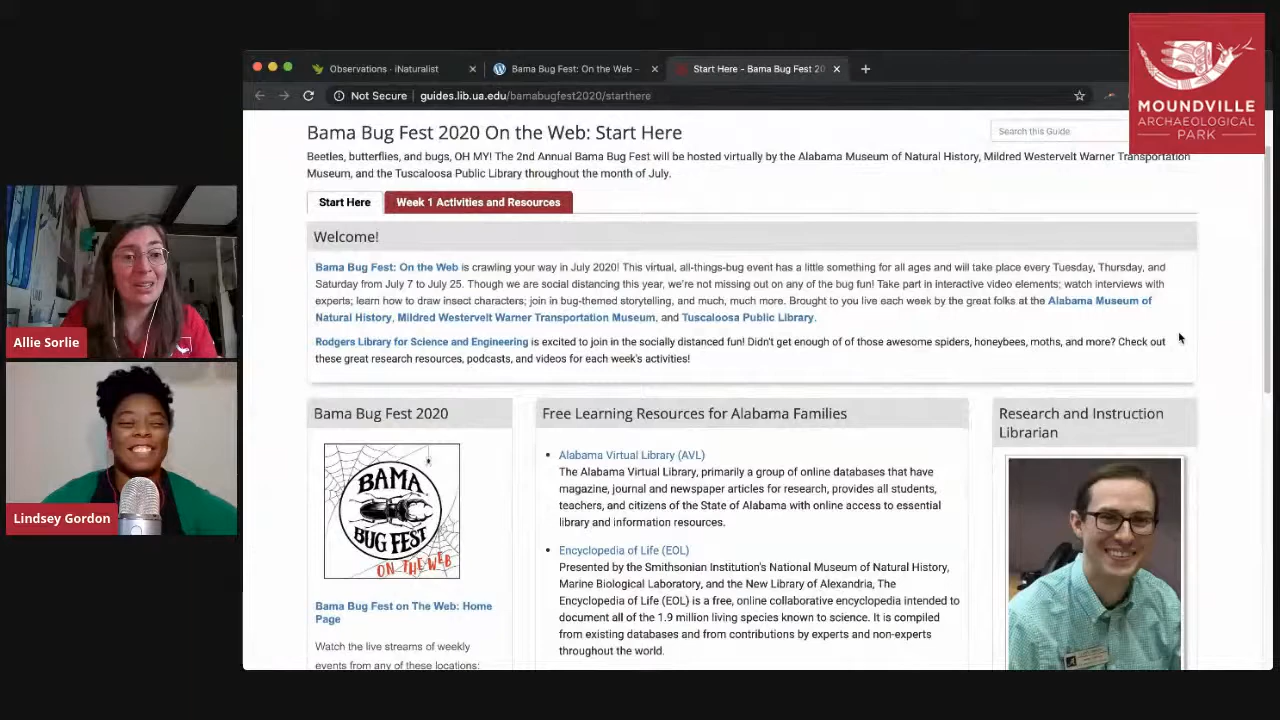 Observations · iNaturalist
Bama Bug Fest: On the Web –
Start Here - Bama Bug Fest 20
Not Secure | guides.lib.ua.edu/bamabugfest2020/starthere
MOUNDVILLE
ARCHAEOLOGICAL
PARK
Bama Bug Fest 2020 On the Web: Start Here
Search this Guide
Beetles, butterflies, and bugs, OH MY! The 2nd Annual Bama Bug Fest will be hosted virtually by the Alabama Museum of Natural History, Mildred Westervelt Warner Transportation
Museum, and the Tuscaloosa Public Library throughout the month of July.
Start Here
Week 1 Activities and Resources
Welcome!
Bama Bug Fest: On the Web is crawling your way in July 2020! This virtual, all-things-bug event has a little something for all ages and will take place every Tuesday, Thursday, and
Saturday from July 7 to July 25. Though we are social distancing this year, we're not missing out on any of the bug fun! Take part in interactive video elements; watch interviews with
experts; learn how to draw insect characters; join in bug-themed storytelling, and much, much more. Brought to you live each week by the great folks at the Alabama Museum of
Natural History, Mildred Westervelt Warner Transportation Museum, and Tuscaloosa Public Library.
Rodgers Library for Science and Engineering is excited to join in the socially distanced fun! Didn't get enough of of those awesome spiders, honeybees, moths, and more? Check out
these great research resources, podcasts, and videos for each week's activities!
Allie Sorlie
Lindsey Gordon
Bama Bug Fest 2020
BAMA
BUG FEST
ON THE WEB
Bama Bug Fest on The Web: Home
Page
Watch the live streams of weekly
events from any of these locations:
Free Learning Resources for Alabama Families
Alabama Virtual Library (AVL)
The Alabama Virtual Library, primarily a group of online databases that have
magazine, journal and newspaper articles for research, provides all students,
teachers, and citizens of the State of Alabama with online access to essential
library and information resources.
Encyclopedia of Life (EOL)
Presented by the Smithsonian Institution's National Museum of Natural History,
Marine Biological Laboratory, and the New Library of Alexandria, The
Encyclopedia of Life (EOL) is a free, online collaborative encyclopedia intended to
document all of the 1.9 million living species known to science. It is compiled
from existing databases and from contributions by experts and non-experts
throughout the world.
Research and Instruction
Librarian